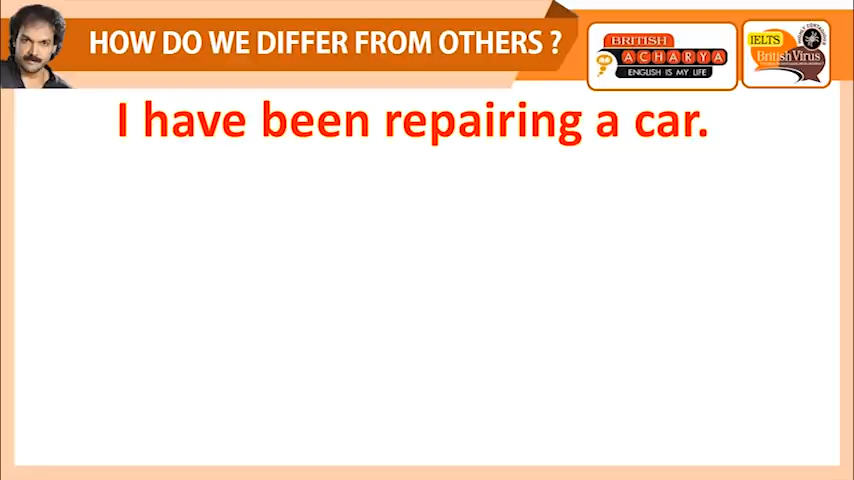 HOW DO WE DIFFER FROM OTHERS ?
BRITISH
ACHARYA
ENGLISH IS MY LIFE
IELTS
BritishVirus
I have been repairing a car.